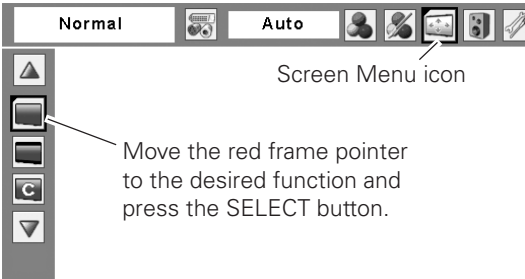 Normal
Auto
Screen Menu icon
C
Move the red frame pointer
to the desired function and
press the SELECT button.